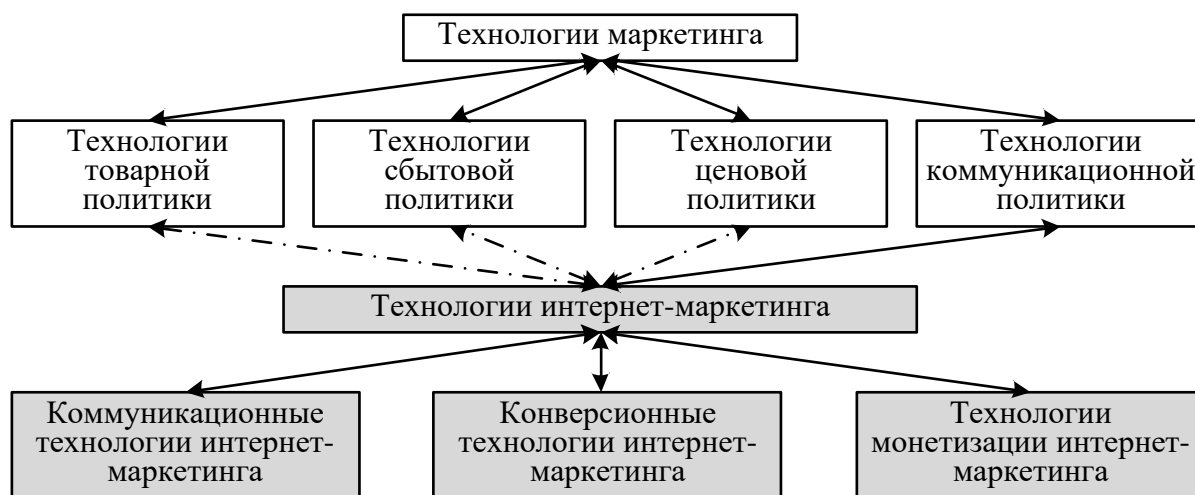 Технологии маркетинга
Технологии
товарной
политики
Технологии
сбытовой
политики
Технологии
ценовой
политики
Технологии
коммуникационной
политики
Технологии интернет-маркетинга
Коммуникационные
технологии интернет-
маркетинга
Конверсионные
технологии интернет-
маркетинга
Технологии
монетизации интернет-
маркетинга